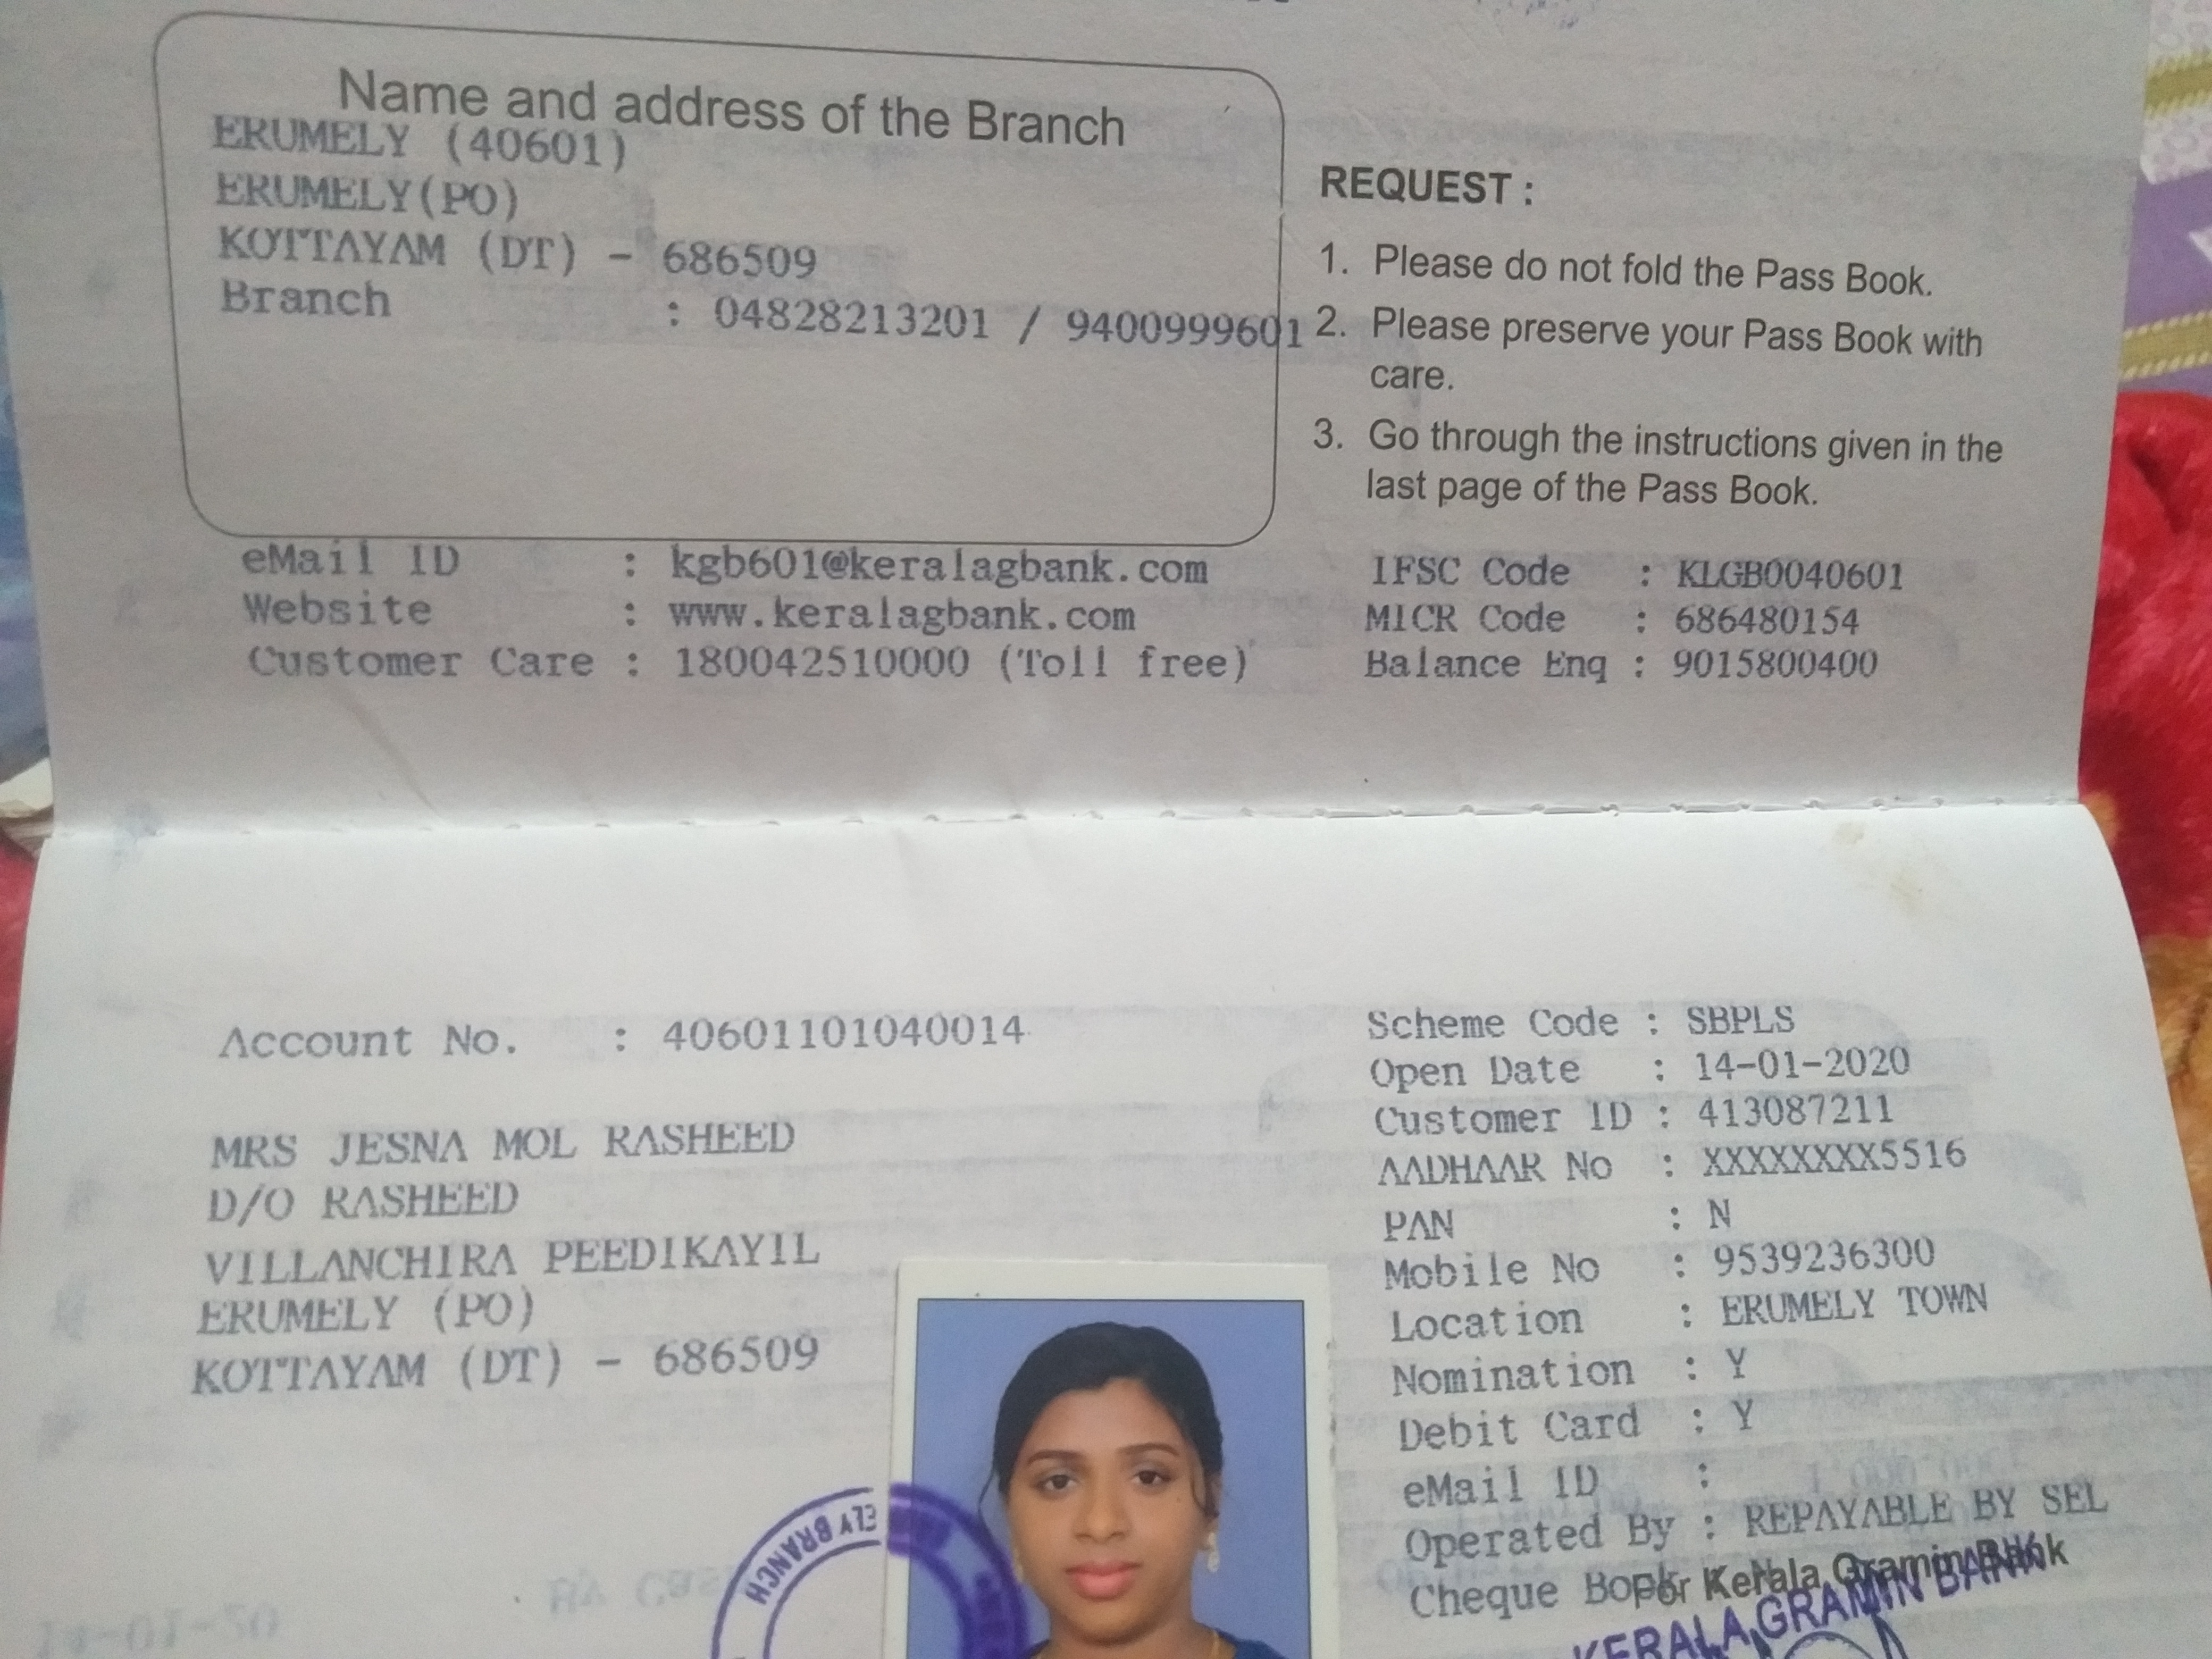 Name and address of the Branch
ERUMELY (40601)
ERUMELY(PO)
KOTTAYAM (DT) - 686509
Branch : 04828213201 / 9400999601
REQUEST :
1. Please do not fold the Pass Book.
2. Please preserve your Pass Book with
care.
3. Go through the instructions given in the
last page of the Pass Book.
eMail ID : kgb601@keralagbank.com
Website : www.keralagbank.com
Customer Care : 180042510000 (Toll free)
IFSC Code : KLGB0040601
MICR Code : 686480154
Balance Enq : 9015800400
Account No. : 40601101040014
MRS JESNA MOL RASHEED
D/O RASHEED
VILLANCHIRA PEEDIKAYIL
ERUMELY (PO)
KOTTAYAM (DT) - 686509
Scheme Code : SBPLS
Open Date : 14-01-2020
Customer ID : 413087211
AADHAAR No : XXXXXXXX5516
PAN : N
Mobile No : 9539236300
Location : ERUMELY TOWN
Nomination : Y
Debit Card : Y
eMail ID :
Operated By : REPAYABLE BY SEL
Cheque Book
For Kerala Gramin Bank
KERALA GRAMIN BANK
ELY BRANCH